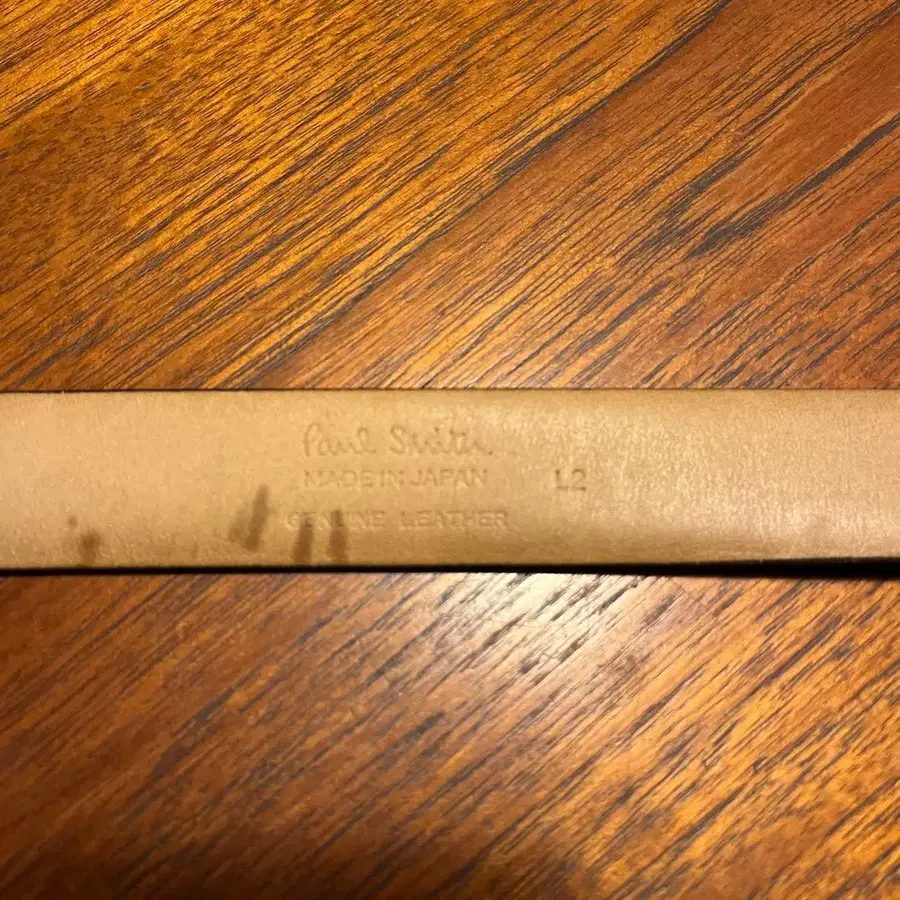 Paul Smith
MADE IN JAPAN L2
GENUINE LEATHER